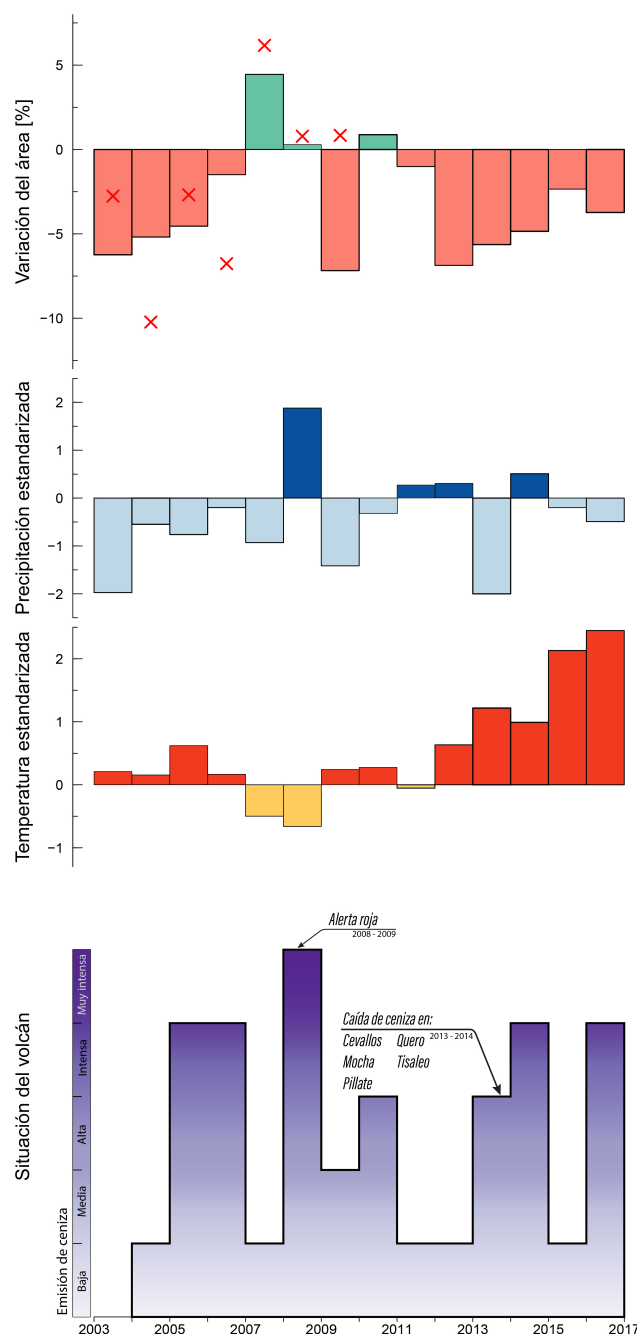 Variación del área [%]
5
0
−5
−10
Precipitación estandarizada
2
1
0
−1
−2
Temperatura estandarizada
2
1
0
−1
Alerta roja
2008 - 2009
Caída de ceniza en:
2013 - 2014
Cevallos Quero
Mocha Tisaleo
Pillate
Situación del volcán
Emisión de ceniza
Muy intensa
Intensa
Alta
Media
Baja
2003 2005 2007 2009 2011 2013 2015 2017